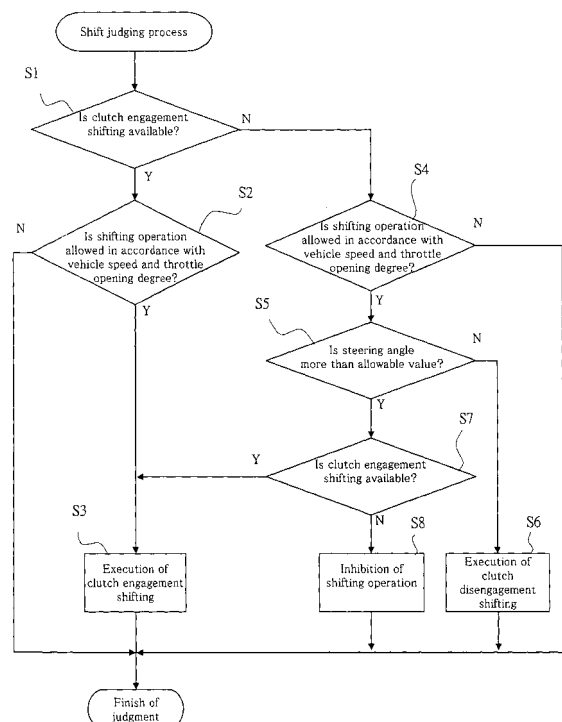 Shift judging process
S1
Is clutch engagement
shifting available?
N
Y
S2
N
Is shifting operation
allowed in accordance with
vehicle speed and throttle
opening degree?
Y
S4
Is shifting operation
allowed in accordance with
vehicle speed and throttle
opening degree?
N
Y
S5
Is steering angle
more than allowable value?
N
Y
S7
Is clutch engagement
shifting available?
Y
N
S3
Execution of
clutch engagement
shifting
S8
Inhibition of
shifting operation
S6
Execution of
clutch
disengagement
shifting
Finish of
judgment